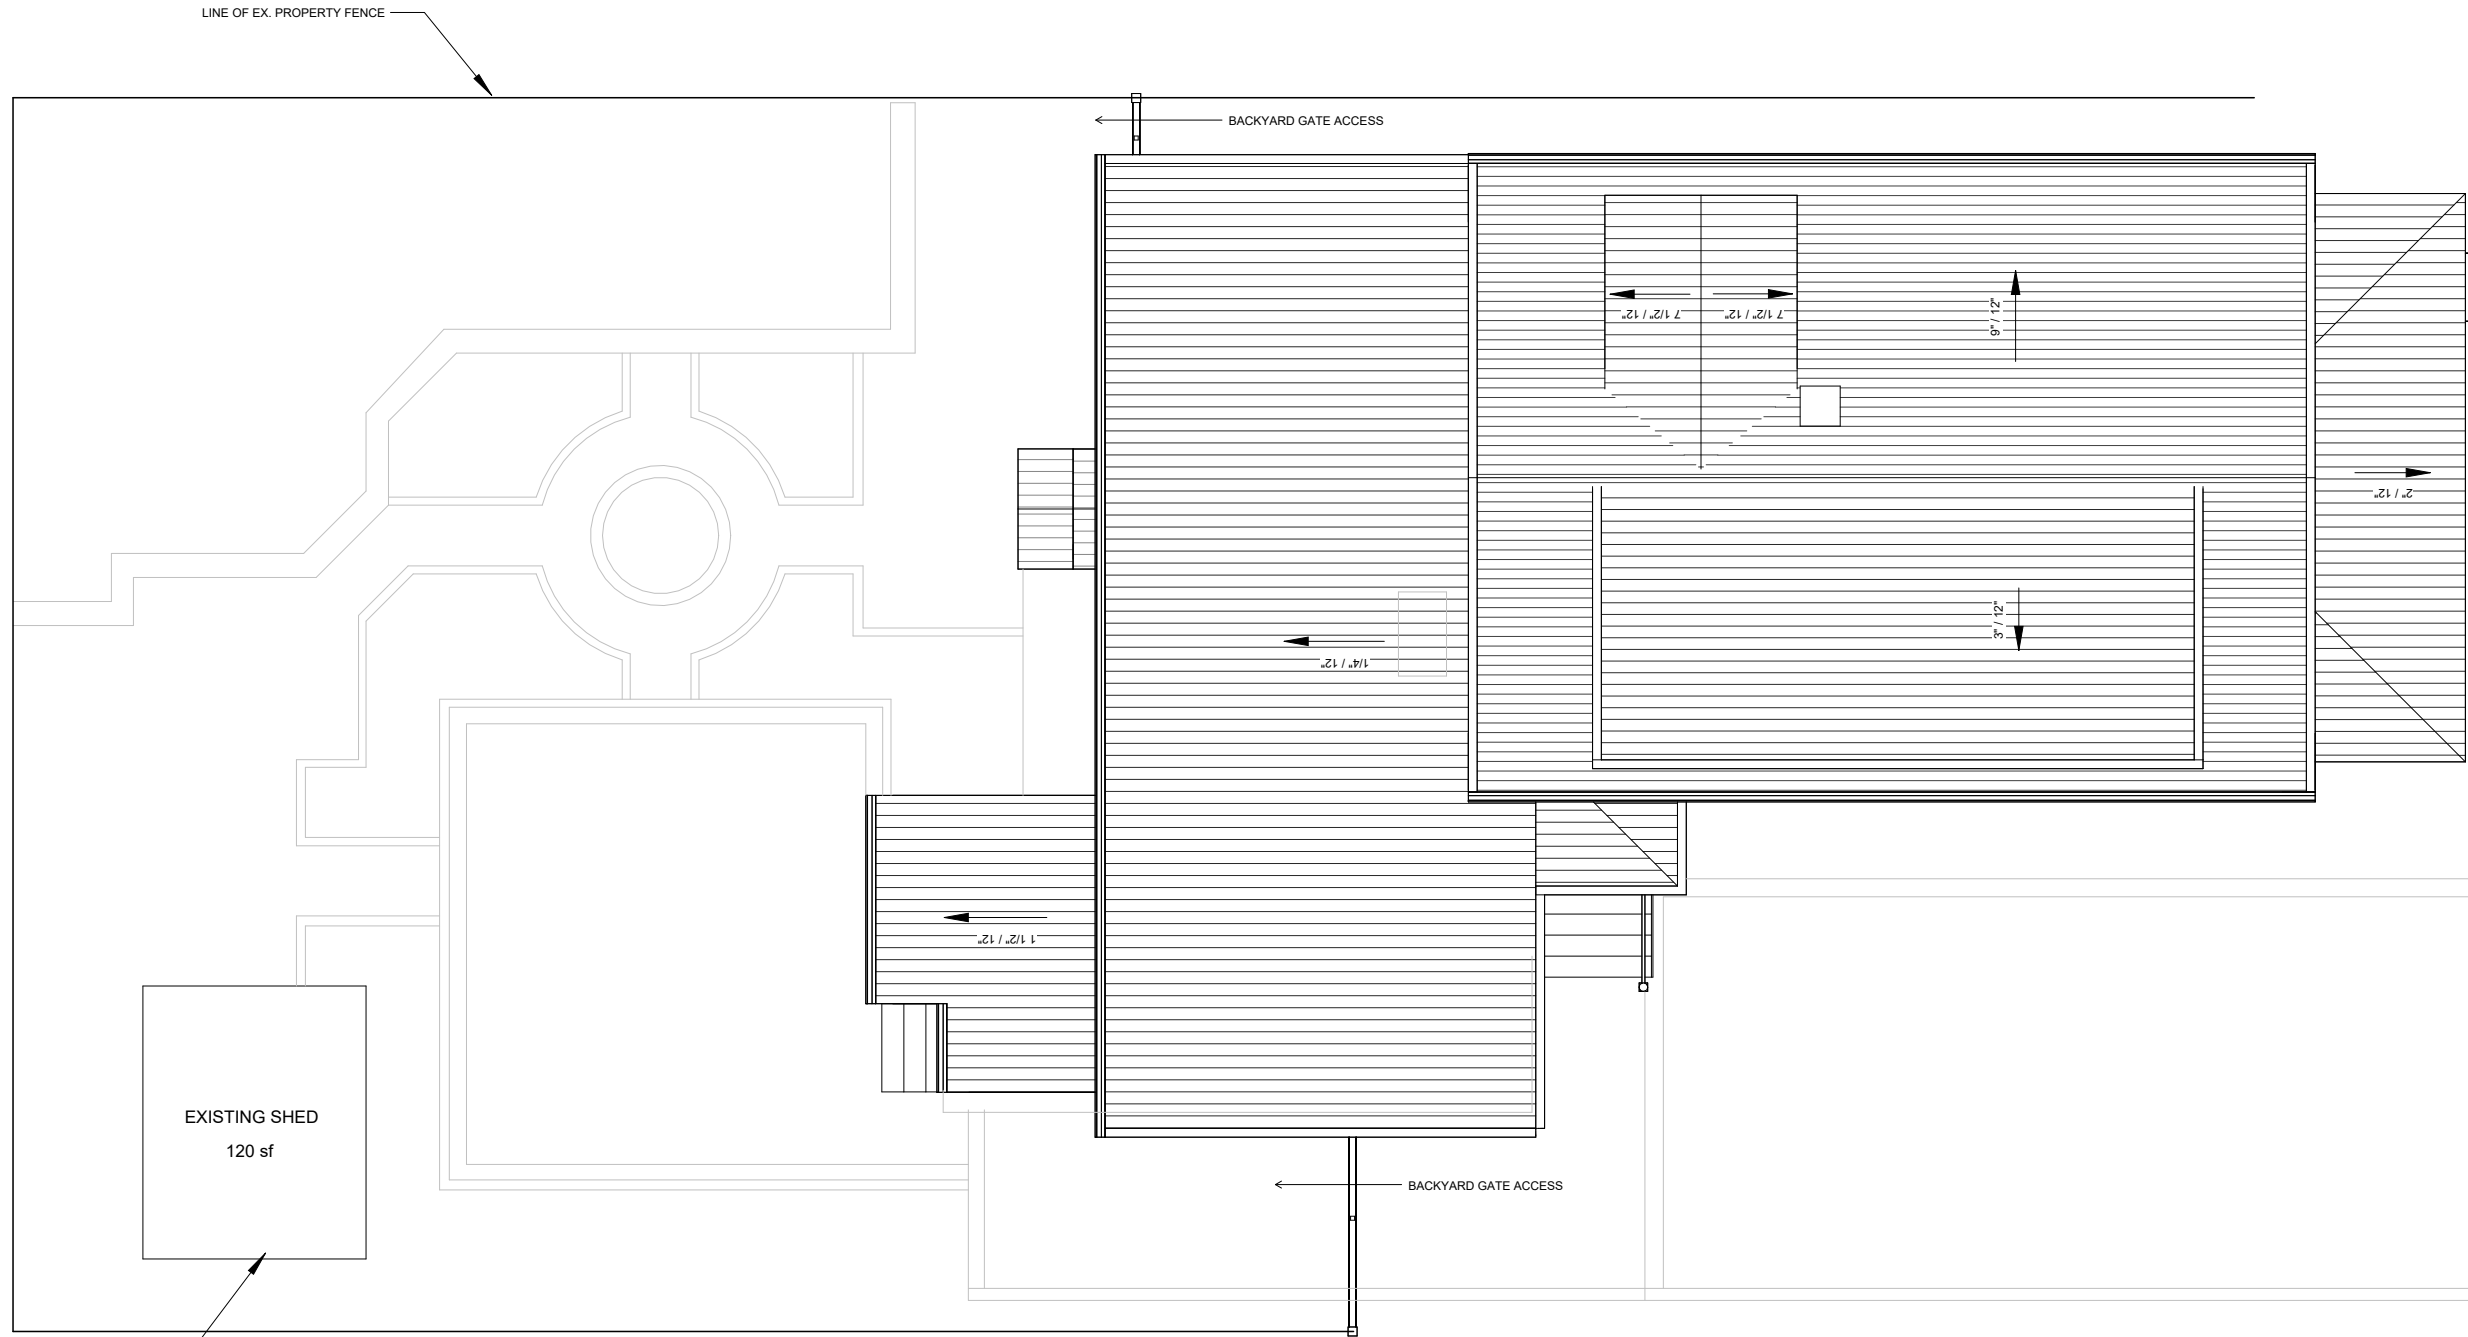 LINE OF EX. PROPERTY FENCE
BACKYARD GATE ACCESS
7 1/2" / 12"
7 1/2" / 12"
9" / 12"
2" / 12"
3" / 12"
1/4" / 12"
1 1/2" / 12"
EXISTING SHED
120 sf
BACKYARD GATE ACCESS